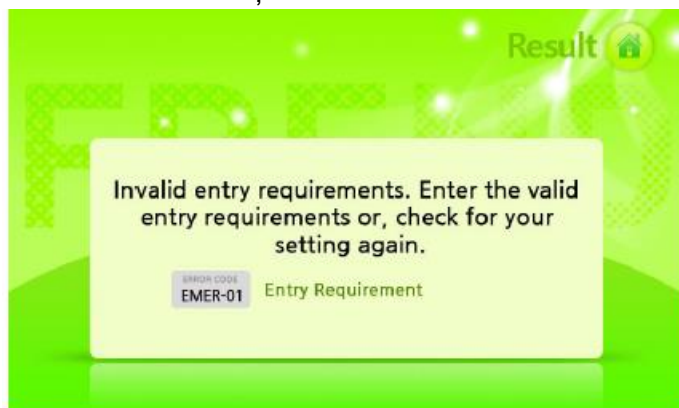 Result
Invalid entry requirements. Enter the valid
entry requirements or, check for your
setting again.
ERROR CODE
EMER-01 Entry Requirement